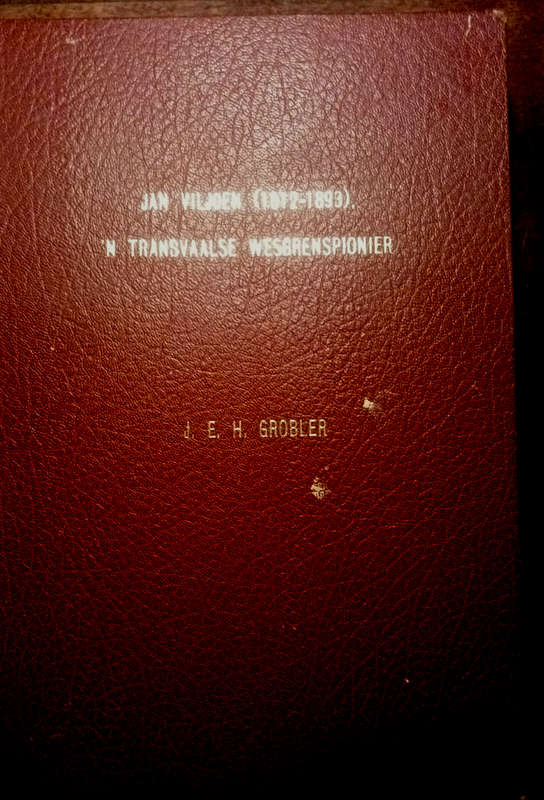 JAN VILJOEN (1812-1893).
'N TRANSVAALSE WESGRENSPIONIER
J. E. H. GROBLER